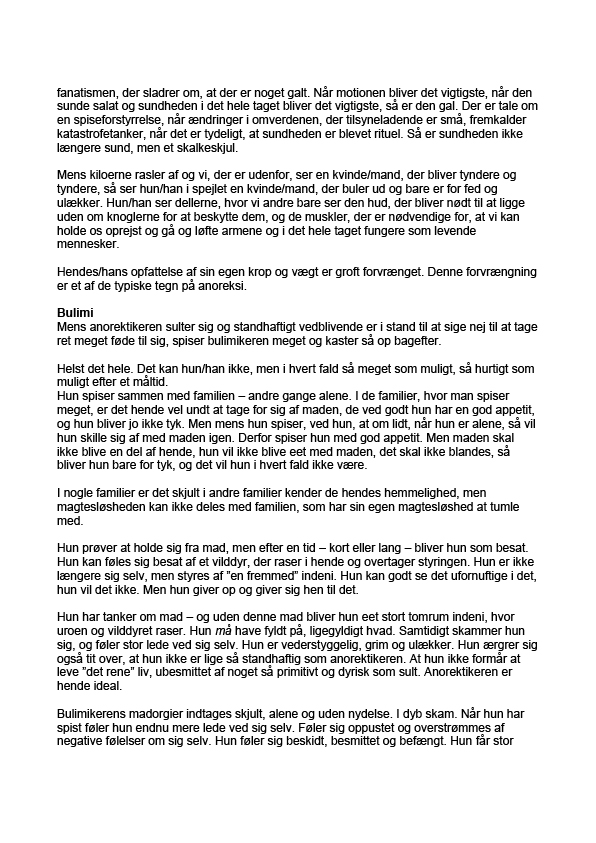 fanatismen, der sladrer om, at der er noget galt. Når motionen bliver det vigtigste, når den
sunde salat og sundheden i det hele taget bliver det vigtigste, så er den gal. Der er tale om
en spiseforstyrrelse, når ændringer i omverdenen, der tilsyneladende er små, fremkalder
katastrofetanker, når det er tydeligt, at sundheden er blevet rituel. Så er sundheden ikke
længere sund, men et skalkeskjul.

Mens kiloerne rasler af og vi, der er udenfor, ser en kvinde/mand, der bliver tyndere og
tyndere, så ser hun/han i spejlet en kvinde/mand, der buler ud og bare er for fed og
ulækker. Hun/han ser dellerne, hvor vi andre bare ser den hud, der bliver nødt til at ligge
uden om knoglerne for at beskytte dem, og de muskler, der er nødvendige for, at vi kan
holde os oprejst og gå og løfte armene og i det hele taget fungere som levende
mennesker.

Hendes/hans opfattelse af sin egen krop og vægt er groft forvrænget. Denne forvrængning
er et af de typiske tegn på anoreksi.

Bulimi
Mens anorektikeren sulter sig og standhaftigt vedblivende er i stand til at sige nej til at tage
ret meget føde til sig, spiser bulimikeren meget og kaster så op bagefter.

Helst det hele. Det kan hun/han ikke, men i hvert fald så meget som muligt, så hurtigt som
muligt efter et måltid.
Hun spiser sammen med familien – andre gange alene. I de familier, hvor man spiser
meget, er det hende vel undt at tage for sig af maden, de ved godt hun har en god appetit,
og hun bliver jo ikke tyk. Men mens hun spiser, ved hun, at om lidt, når hun er alene, så vil
hun skille sig af med maden igen. Derfor spiser hun med god appetit. Men maden skal
ikke blive en del af hende, hun vil ikke blive eet med maden, det skal ikke blandes, så
bliver hun bare for tyk, og det vil hun i hvert fald ikke være.

I nogle familier er det skjult i andre familier kender de hendes hemmelighed, men
magtesløsheden kan ikke deles med familien, som har sin egen magtesløshed at tumle
med.

Hun prøver at holde sig fra mad, men efter en tid – kort eller lang – bliver hun som besat.
Hun kan føles sig besat af et vilddyr, der raser i hende og overtager styringen. Hun er ikke
længere sig selv, men styres af ”en fremmed” indeni. Hun kan godt se det ufornuftige i det,
hun vil det ikke. Men hun giver op og giver sig hen til det.

Hun har tanker om mad – og uden denne mad bliver hun eet stort tomrum indeni, hvor
uroen og vilddyret raser. Hun må have fyldt på, ligegyldigt hvad. Samtidigt skammer hun
sig, og føler stor lede ved sig selv. Hun er vederstyggelig, grim og ulækker. Hun ærgrer sig
også tit over, at hun ikke er lige så standhaftig som anorektikeren. At hun ikke formår at
leve ”det rene” liv, ubesmittet af noget så primitivt og dyrisk som sult. Anorektikeren er
hende ideal.

Bulimikerens madorgier indtages skjult, alene og uden nydelse. I dyb skam. Når hun har
spist føler hun endnu mere lede ved sig selv. Føler sig oppustet og overstrømmes af
negative følelser om sig selv. Hun føler sig beskidt, besmittet og befængt. Hun får stor